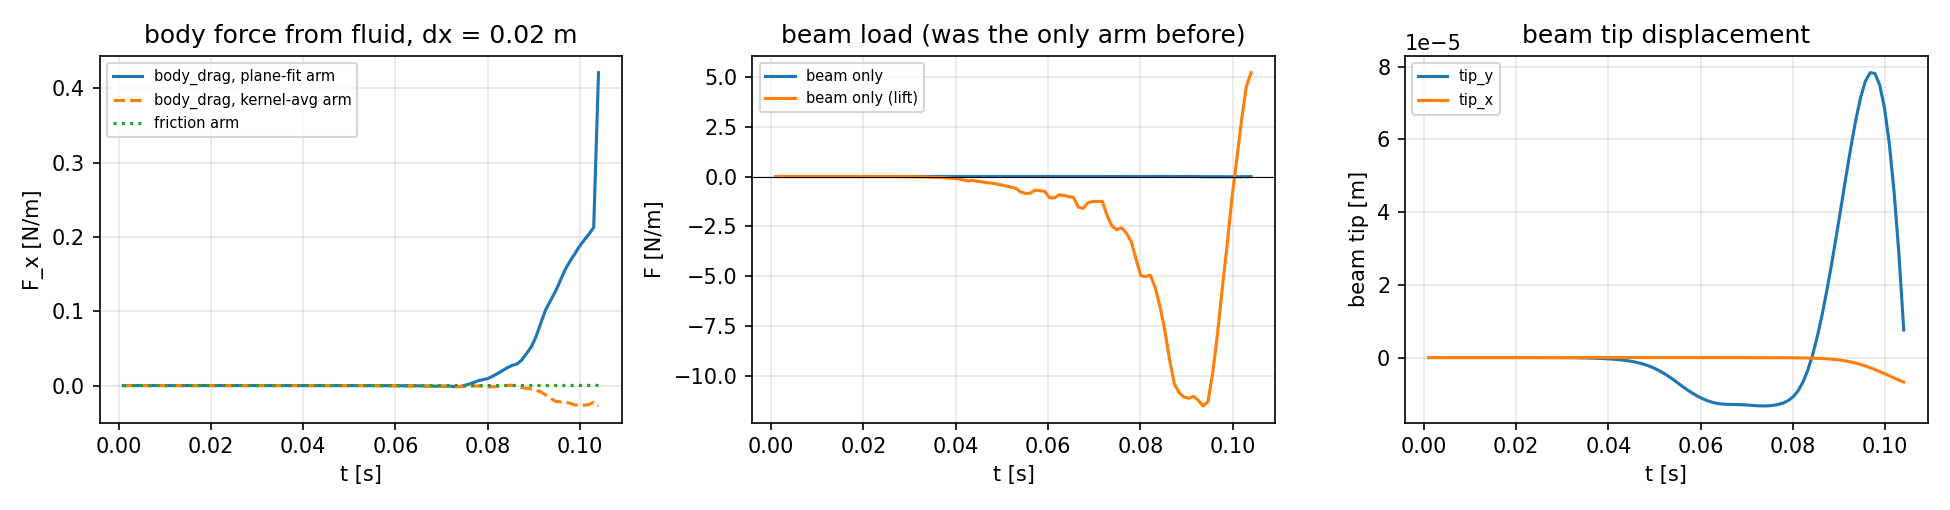 body force from fluid, dx = 0.02 m
body_drag, plane-fit arm
body_drag, kernel-avg arm
friction arm
F_x [N/m]
0.4
0.3
0.2
0.1
0.0
0.00 0.02 0.04 0.06 0.08 0.10
t [s]
beam load (was the only arm before)
beam only
beam only (lift)
F [N/m]
5.0
2.5
0.0
−2.5
−5.0
−7.5
−10.0
0.00 0.02 0.04 0.06 0.08 0.10
t [s]
beam tip displacement
1e−5
tip_y
tip_x
beam tip [m]
8
6
4
2
0
0.00 0.02 0.04 0.06 0.08 0.10
t [s]